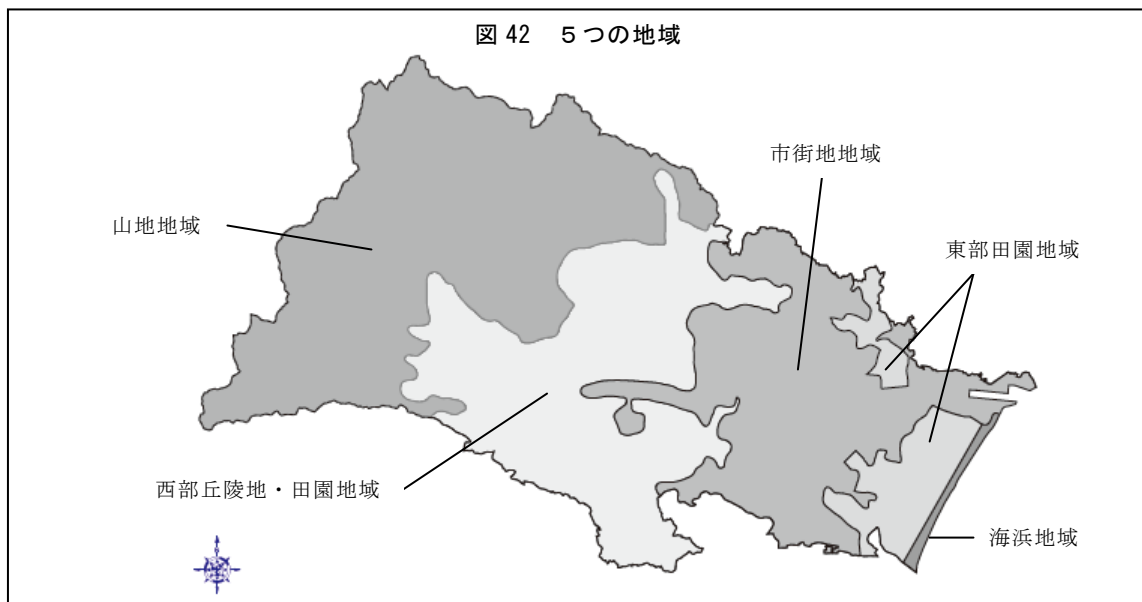 図 42　５つの地域
市街地地域
山地地域
東部田園地域
西部丘陵地・田園地域
海浜地域